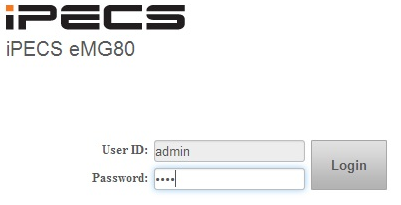 iPECS
iPECS eMG80
User ID: admin
Password: ••••
Login